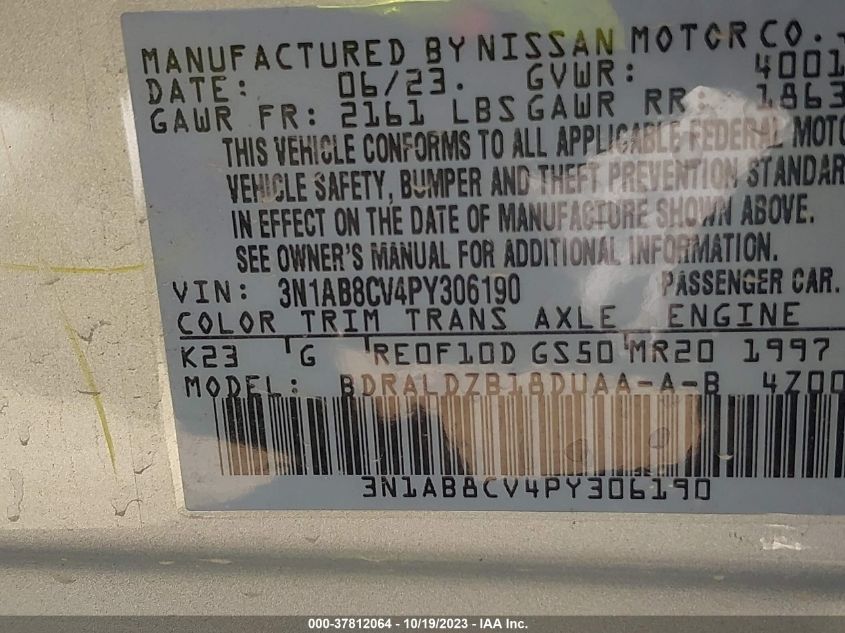 MANUFACTURED BY NISSAN MOTOR CO.
DATE: 06/23. GVWR: 4001
GAWR FR: 2161 LBS GAWR RR: 1863
THIS VEHICLE CONFORMS TO ALL APPLICABLE FEDERAL MOTO
VEHICLE SAFETY, BUMPER AND THEFT PREVENTION STANDAR
IN EFFECT ON THE DATE OF MANUFACTURE SHOWN ABOVE.
SEE OWNER'S MANUAL FOR ADDITIONAL INFORMATION.
VIN: 3N1AB8CV4PY306190 PASSENGER CAR.
COLOR TRIM TRANS AXLE ENGINE
K23 G RE0F10D GS50 MR20 1997
MODEL: BDRALDZB18DUAA-A-B 4Z00
3N1AB8CV4PY306190
000-37812064 - 10/19/2023 - IAA Inc.